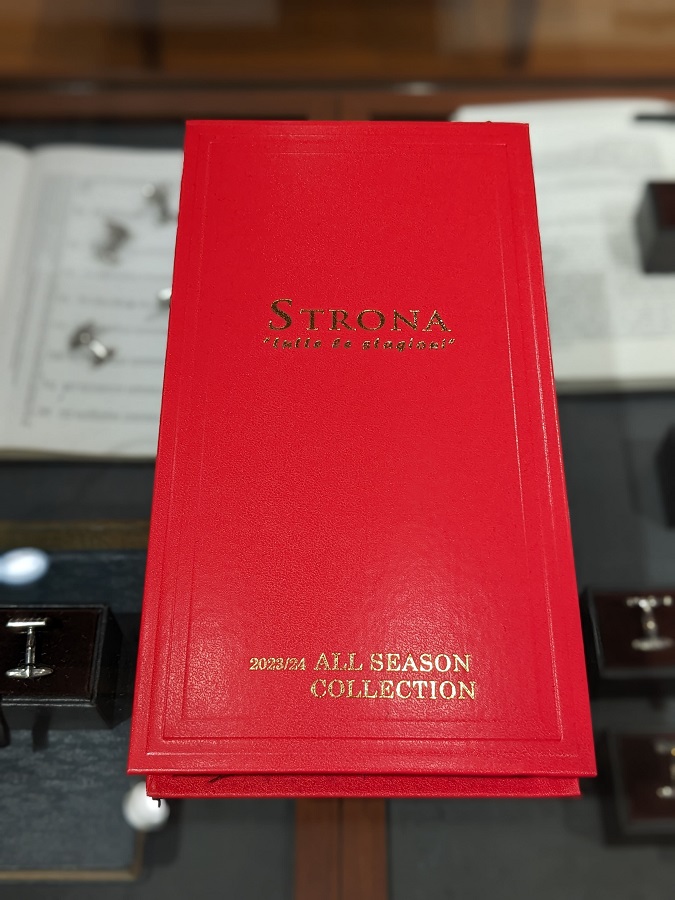 STRONA
"tutte le stagioni"
2023/24 ALL SEASON
COLLECTION